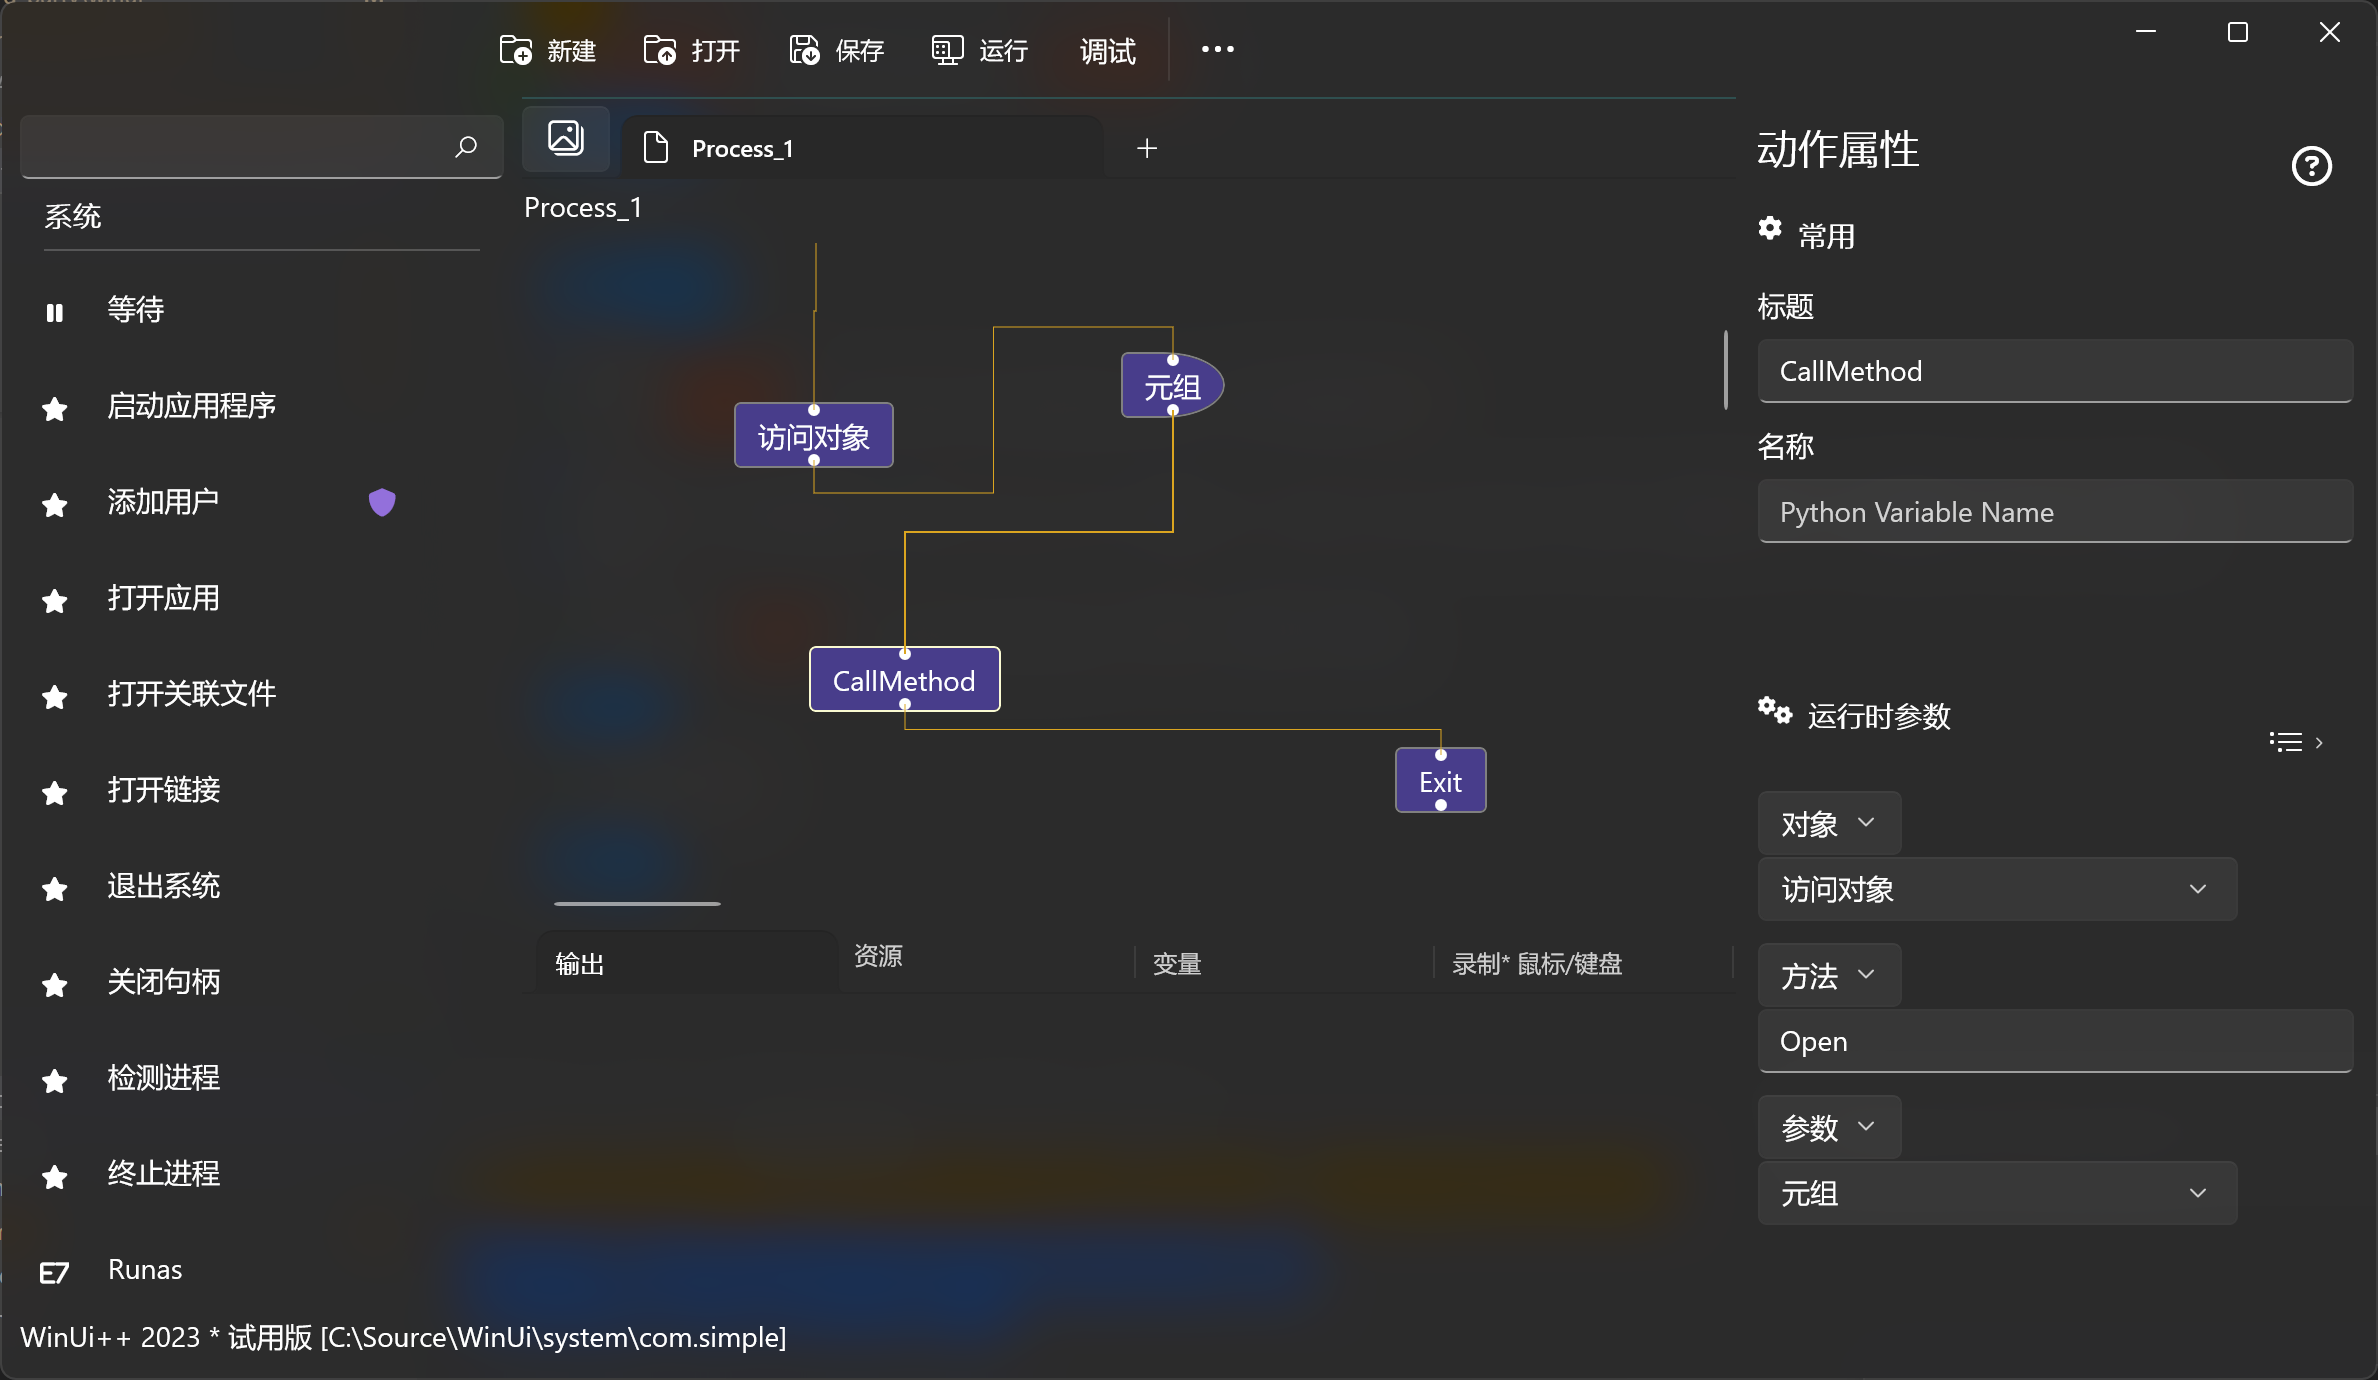 新建
打开
保存
运行
调试
Process_1
Process_1
系统
等待
启动应用程序
添加用户
打开应用
打开关联文件
打开链接
退出系统
关闭句柄
检测进程
终止进程
Runas
访问对象
元组
CallMethod
Exit
输出
资源
变量
录制* 鼠标/键盘
动作属性
常用
标题
CallMethod
名称
Python Variable Name
运行时参数
对象
访问对象
方法
Open
参数
元组
WinUi++ 2023 * 试用版 [C:\Source\WinUi\system\com.simple]